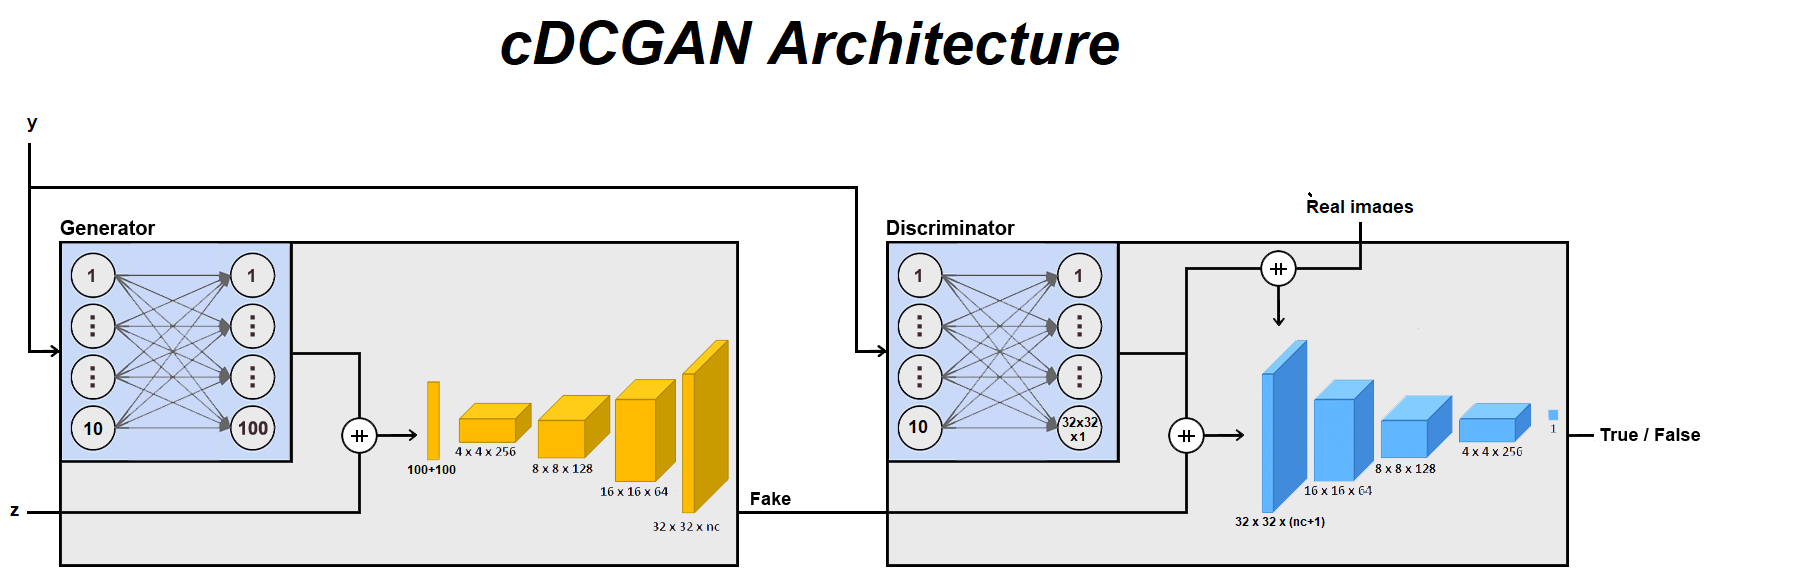 cDCGAN Architecture
y
Real images
Generator
Discriminator
1
1
10
100
1
1
10
32x32
x1
100+100
4 x 4 x 256
8 x 8 x 128
16 x 16 x 64
32 x 32 x nc
z
Fake
32 x 32 x (nc+1)
16 x 16 x 64
8 x 8 x 128
4 x 4 x 256
1
True / False